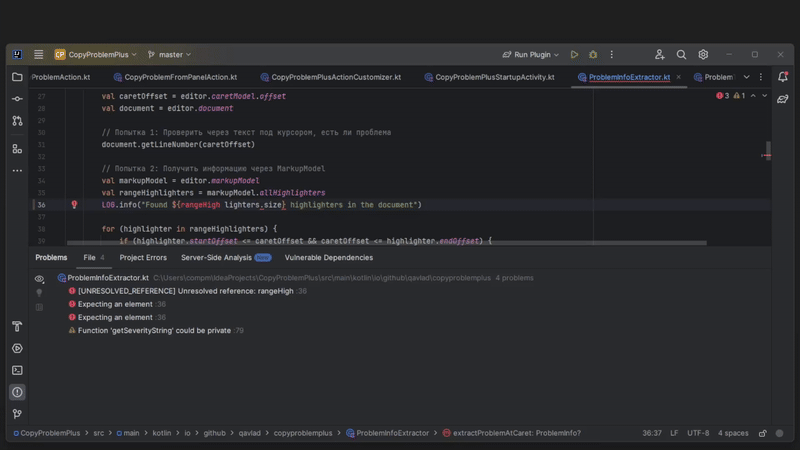 CP CopyProblemPlus master Run Plugin
ProblemAction.kt CopyProblemFromPanelAction.kt CopyProblemPlusActionCustomizer.kt CopyProblemPlusStartupActivity.kt ProblemInfoExtractor.kt ProblemI
27 val caretOffset = editor.caretModel.offset
28 val document = editor.document
29
30 // Попытка 1: Проверить через текст под курсором, есть ли проблема
31 document.getLineNumber(caretOffset)
32
33 // Попытка 2: Получить информацию через MarkupModel
34 val markupModel = editor.markupModel
35 val rangeHighlighters = markupModel.allHighlighters
36 LOG.info("Found ${rangeHigh lighters.size} highlighters in the document")
37
38 for (highlighter in rangeHighlighters) {
39 if (highlighter.startOffset <= caretOffset && caretOffset <= highlighter.endOffset) {
3 1
Problems File 4 Project Errors Server-Side Analysis New Vulnerable Dependencies
ProblemInfoExtractor.kt C:\Users\compm\IdeaProjects\CopyProblemPlus\src\main\kotlin\io\github\qavlad\copyproblemplus 4 problems
[UNRESOLVED_REFERENCE] Unresolved reference: rangeHigh :36
Expecting an element :36
Expecting an element :36
Function 'getSeverityString' could be private :79
CopyProblemPlus > src > main > kotlin > io > github > qavlad > copyproblemplus > ProblemInfoExtractor > extractProblemAtCaret: ProblemInfo? 36:37 LF UTF-8 4 spaces